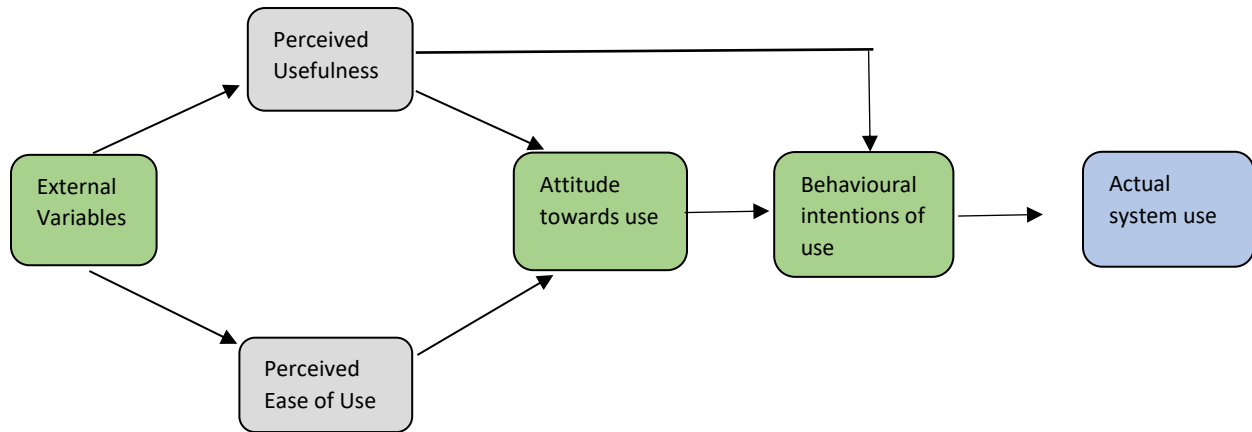 Perceived
Usefulness
External
Variables
Attitude
towards use
Behavioural
intentions of
use
Actual
system use
Perceived
Ease of Use